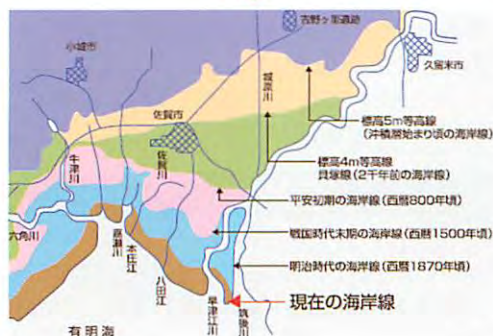 吉野ヶ里遺跡
小城市
久留米市
城原川
標高5m等高線
(沖積層始まり頃の海岸線)
佐賀市
佐賀川
標高4m等高線
貝塚線(2千年前の海岸線)
牛津川
平安初期の海岸線(西暦800年頃)
六角川
嘉瀬川
本庄江
八田江
戦国時代末期の海岸線(西暦1500年頃)
明治時代の海岸線(西暦1870年頃)
早津江川
筑後川
現在の海岸線
有明海